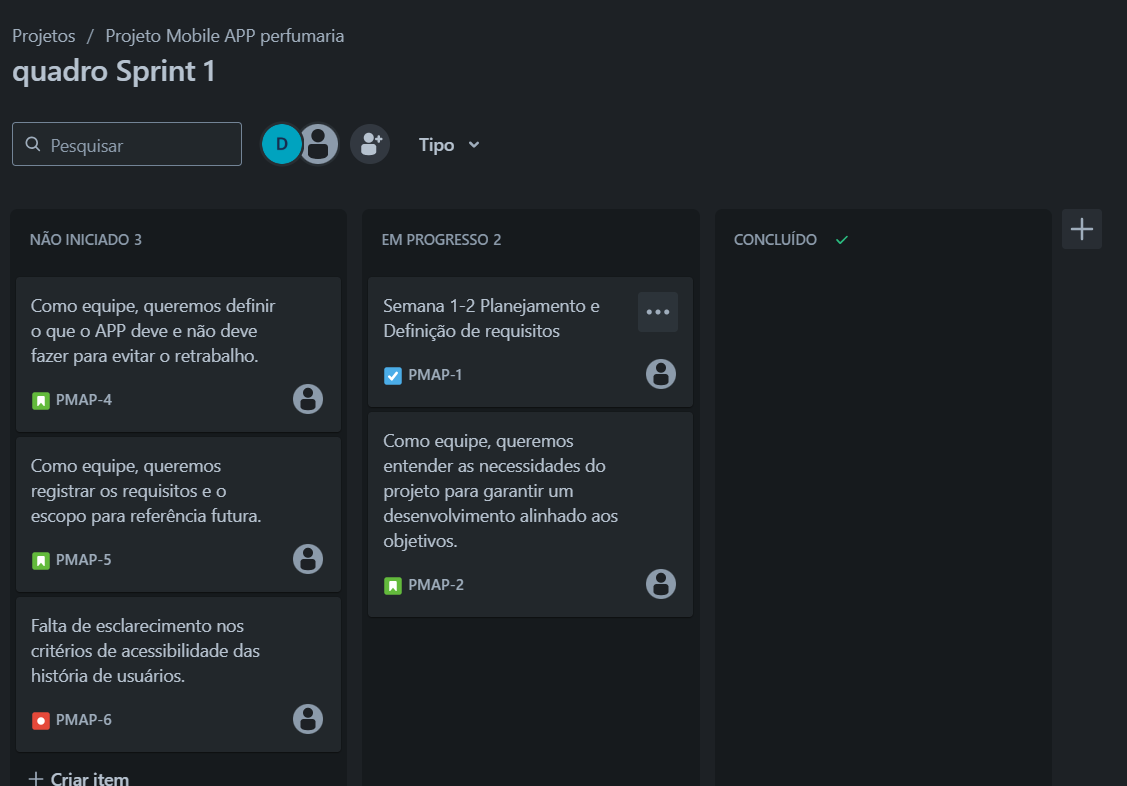 Projetos / Projeto Mobile APP perfumaria
quadro Sprint 1
Pesquisar
D
Tipo
NÃO INICIADO 3
Como equipe, queremos definir
o que o APP deve e não deve
fazer para evitar o retrabalho.
PMAP-4
Como equipe, queremos
registrar os requisitos e o
escopo para referência futura.
PMAP-5
Falta de esclarecimento nos
critérios de acessibilidade das
história de usuários.
PMAP-6
+ Criar item
EM PROGRESSO 2
Semana 1-2 Planejamento e
Definição de requisitos
PMAP-1
Como equipe, queremos
entender as necessidades do
projeto para garantir um
desenvolvimento alinhado aos
objetivos.
PMAP-2
CONCLUÍDO